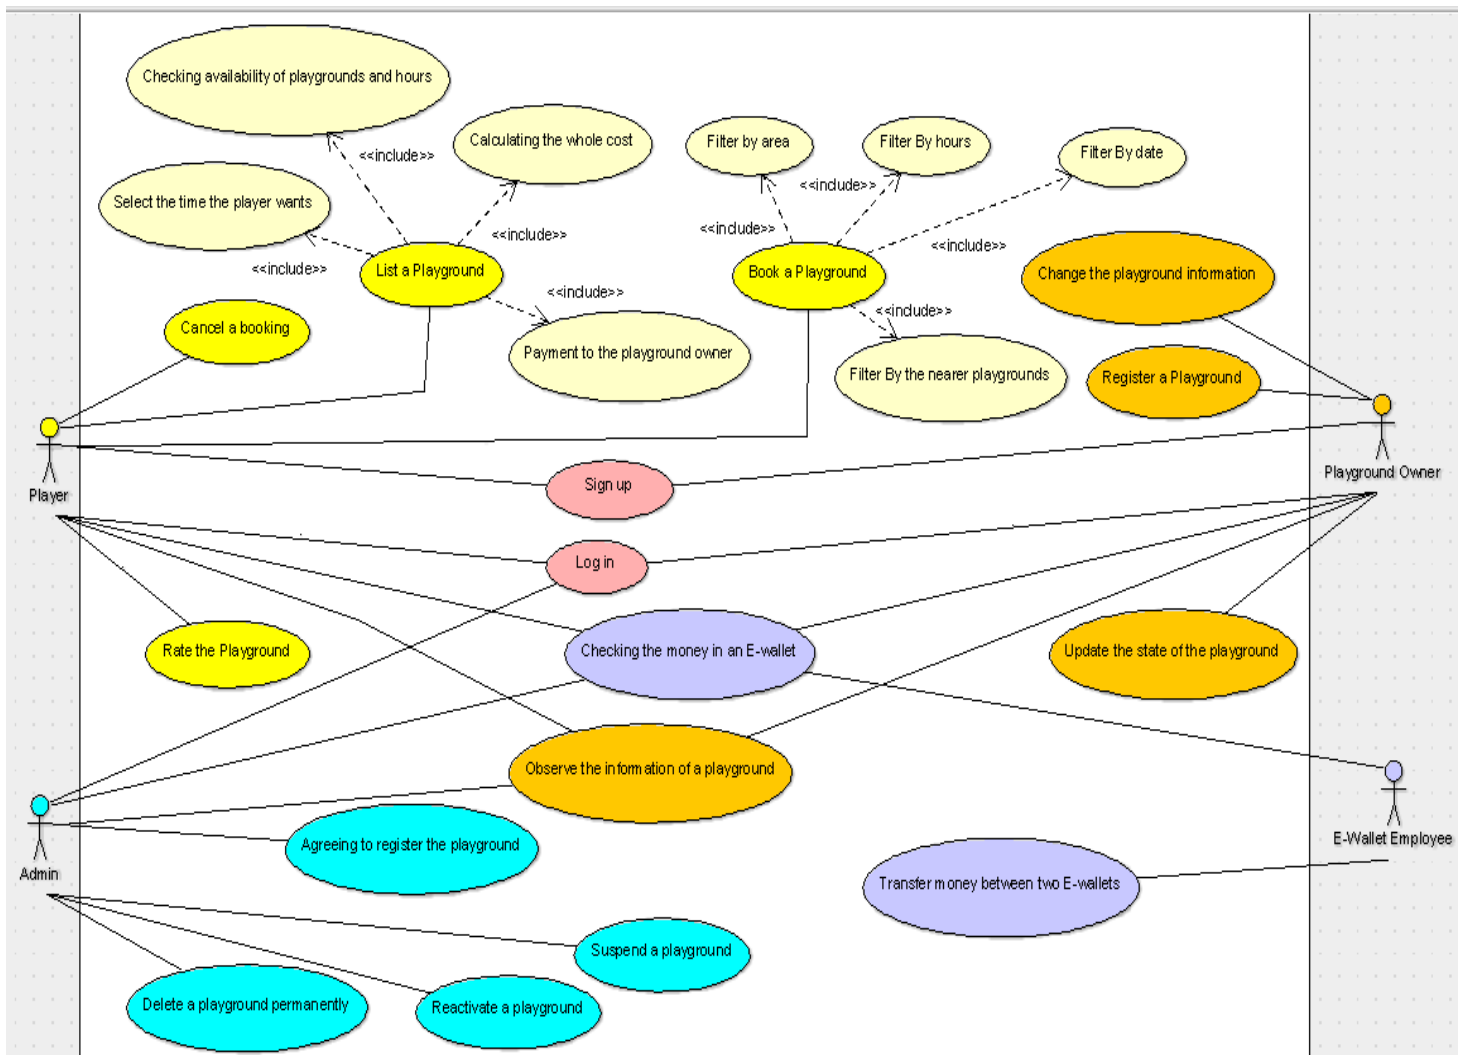 Checking availability of playgrounds and hours
Calculating the whole cost
Filter by area
Filter By hours
Filter By date
<<include>>
<<include>>
Select the time the player wants
<<include>>
<<include>>
<<include>>
<<include>>
List a Playground
Book a Playground
Change the playground information
<<include>>
<<include>>
Cancel a booking
Payment to the playground owner
Filter By the nearer playgrounds
Register a Playground
Player
Playground Owner
Sign up
Log in
Rate the Playground
Checking the money in an E-wallet
Update the state of the playground
Observe the information of a playground
Admin
Agreeing to register the playground
E-Wallet Employee
Transfer money between two E-wallets
Suspend a playground
Delete a playground permanently
Reactivate a playground